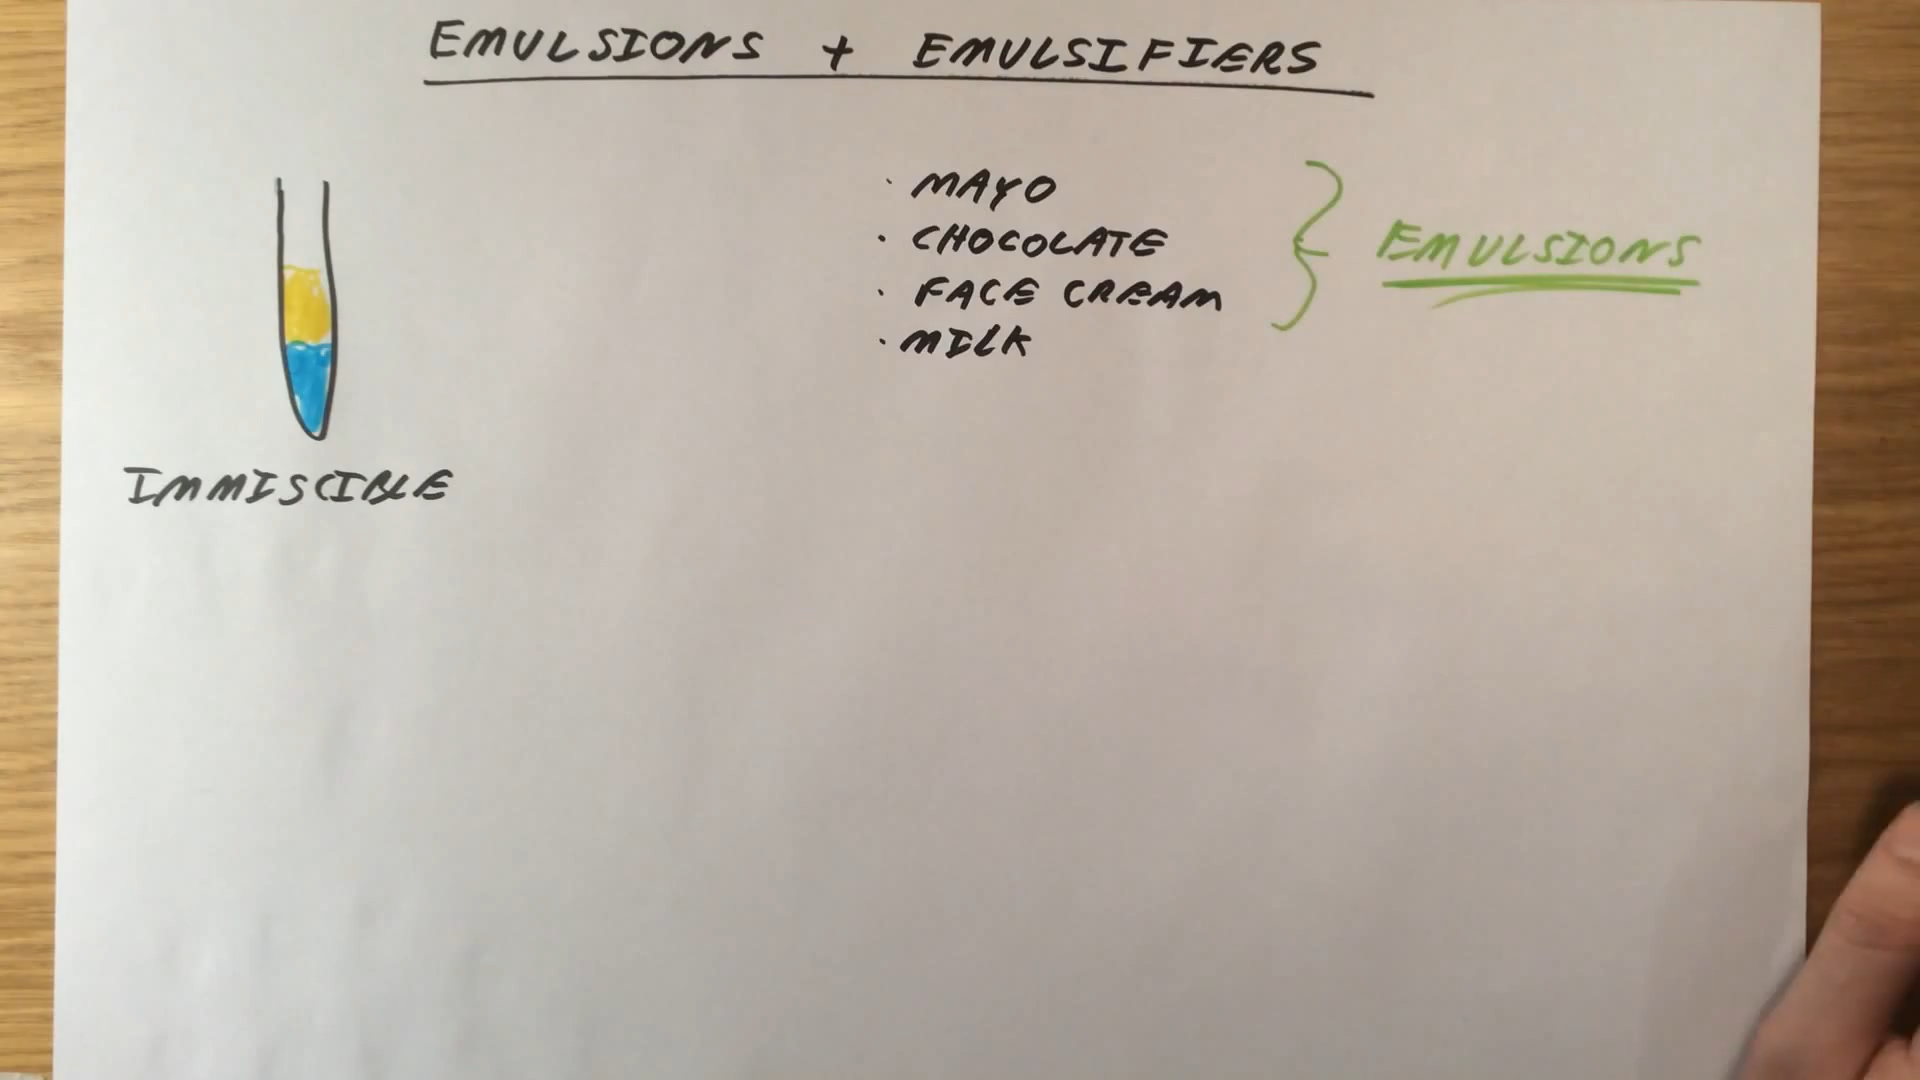 EMULSIONS + EMULSIFIERS
· MAYO
· CHOCOLATE
· FACE CREAM
· MILK
EMULSIONS
IMMISCIBLE